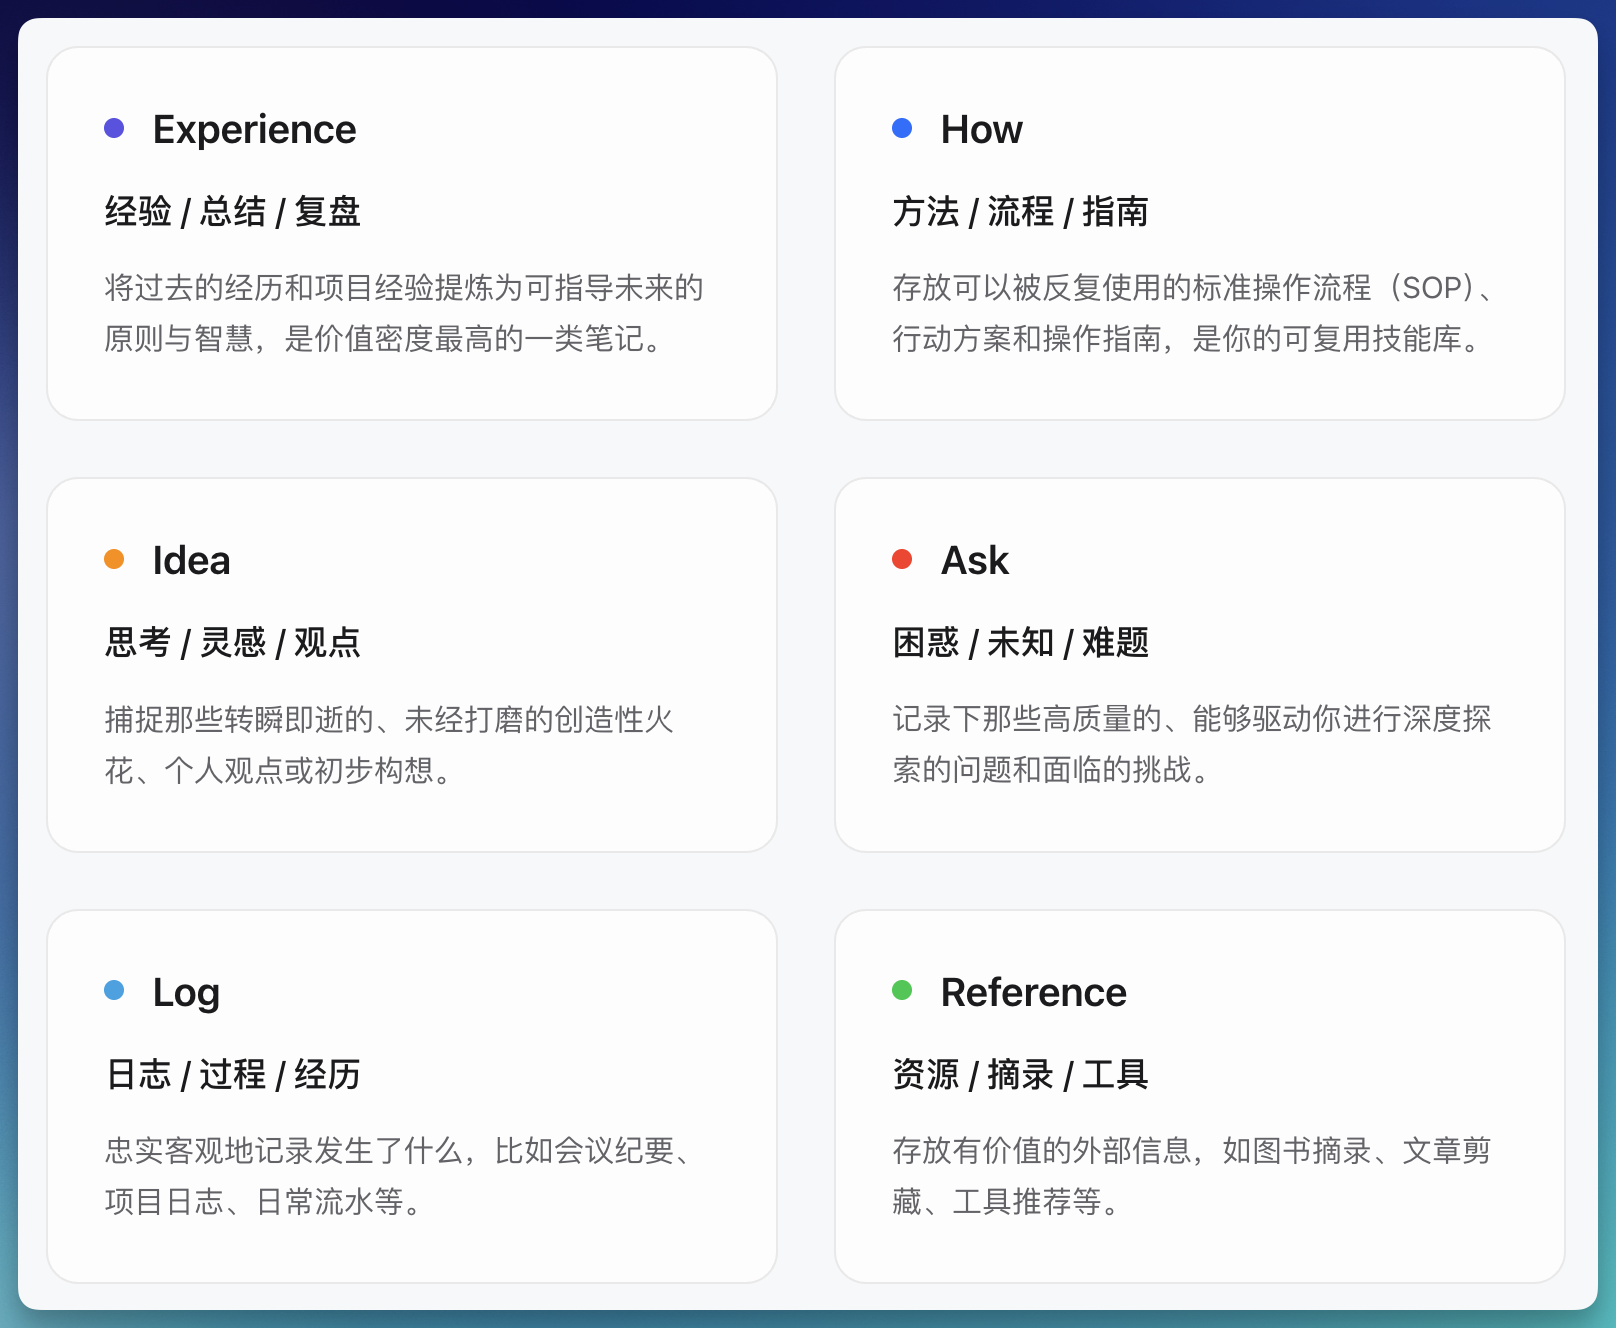 Experience
经验 / 总结 / 复盘
将过去的经历和项目经验提炼为可指导未来的
原则与智慧，是价值密度最高的一类笔记。
How
方法 / 流程 / 指南
存放可以被反复使用的标准操作流程（SOP）、
行动方案和操作指南，是你的可复用技能库。
Idea
思考 / 灵感 / 观点
捕捉那些转瞬即逝的、未经打磨的创造性火
花、个人观点或初步构想。
Ask
困惑 / 未知 / 难题
记录下那些高质量的、能够驱动你进行深度探
索的问题和面临的挑战。
Log
日志 / 过程 / 经历
忠实客观地记录发生了什么，比如会议纪要、
项目日志、日常流水等。
Reference
资源 / 摘录 / 工具
存放有价值的外部信息，如图书摘录、文章剪
藏、工具推荐等。